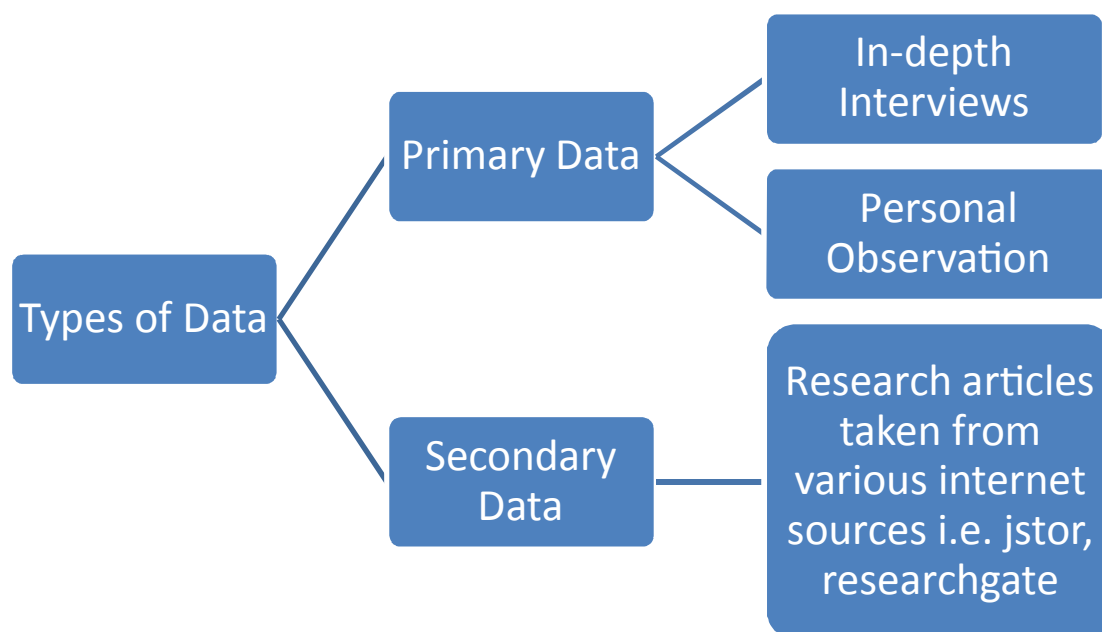 Types of Data
Primary Data
In-depth
Interviews
Personal
Observation
Secondary
Data
Research articles
taken from
various internet
sources i.e. jstor,
researchgate